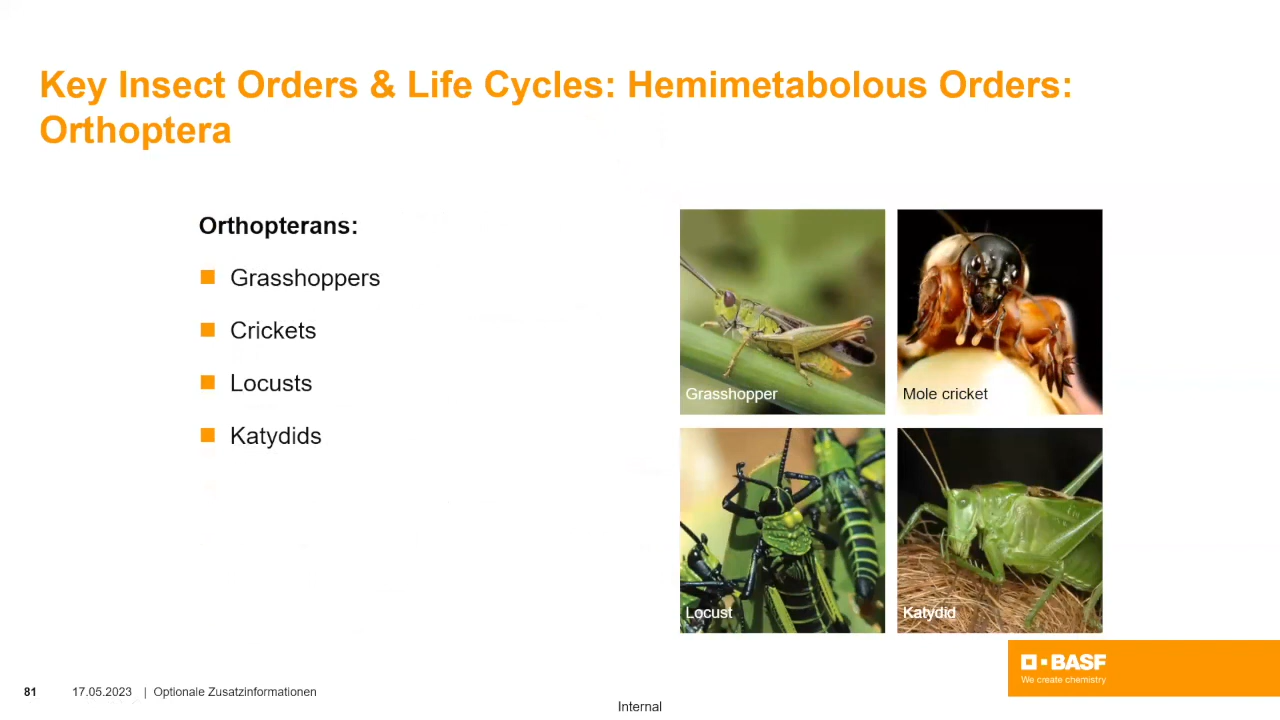 Key Insect Orders & Life Cycles: Hemimetabolous Orders:
Orthoptera
Orthopterans:
Grasshoppers
Crickets
Locusts
Katydids
Grasshopper
Mole cricket
Locust
Katydid
BASF
We create chemistry
81 17.05.2023 | Optionale Zusatzinformationen
Internal